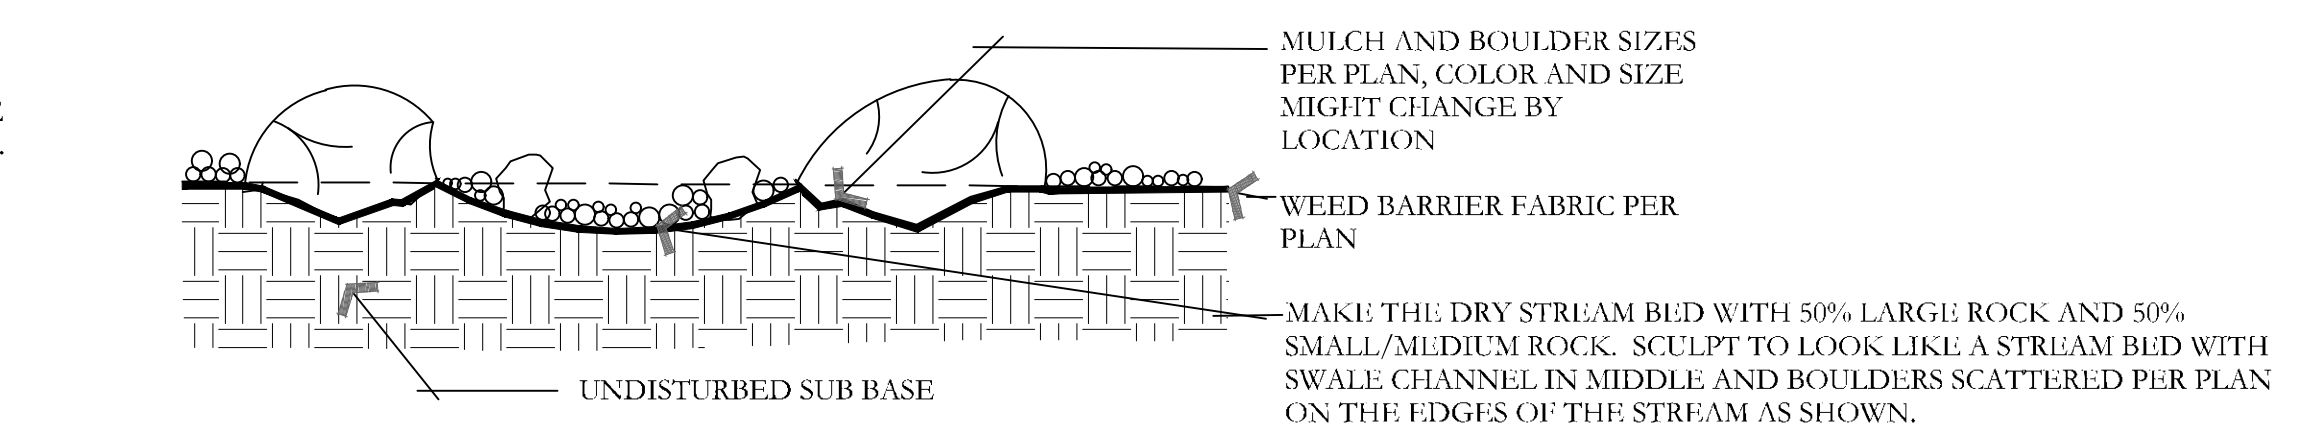 MULCH AND BOULDER SIZES
PER PLAN, COLOR AND SIZE
MIGHT CHANGE BY
LOCATION
WEED BARRIER FABRIC PER
PLAN
MAKE THE DRY STREAM BED WITH 50% LARGE ROCK AND 50%
SMALL/MEDIUM ROCK. SCULPT TO LOOK LIKE A STREAM BED WITH
SWALE CHANNEL IN MIDDLE AND BOULDERS SCATTERED PER PLAN
ON THE EDGES OF THE STREAM AS SHOWN.
UNDISTURBED SUB BASE